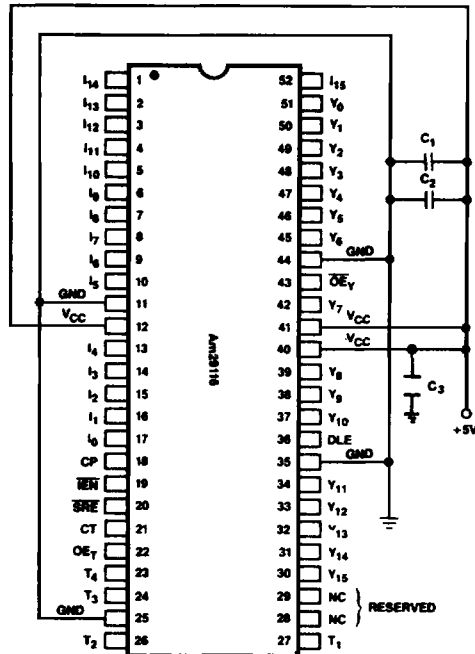 I14 1 52 I15
I13 2 51 Y0
I12 3 50 Y1
C1
I11 4 49 Y2
I10 5 48 Y3
C2
I9 6 47 Y4
I8 7 46 Y5
I7 8 45 Y6
I6 9 44 GND
I5 10 43 OEY
GND 11 42 Y7
VCC 12 41 VCC
I4 13 40 VCC
I3 14 39 Y8
Am29116
I2 15 38 Y9
C3
I1 16 37 Y10
+5V
I0 17 36 DLE
CP 18 35 GND
IEN 19 34 Y11
SRE 20 33 Y12
CT 21 32 Y13
OET 22 31 Y14
T4 23 30 Y15
T3 24 29 NC
RESERVED
GND 25 28 NC
T2 26 27 T1